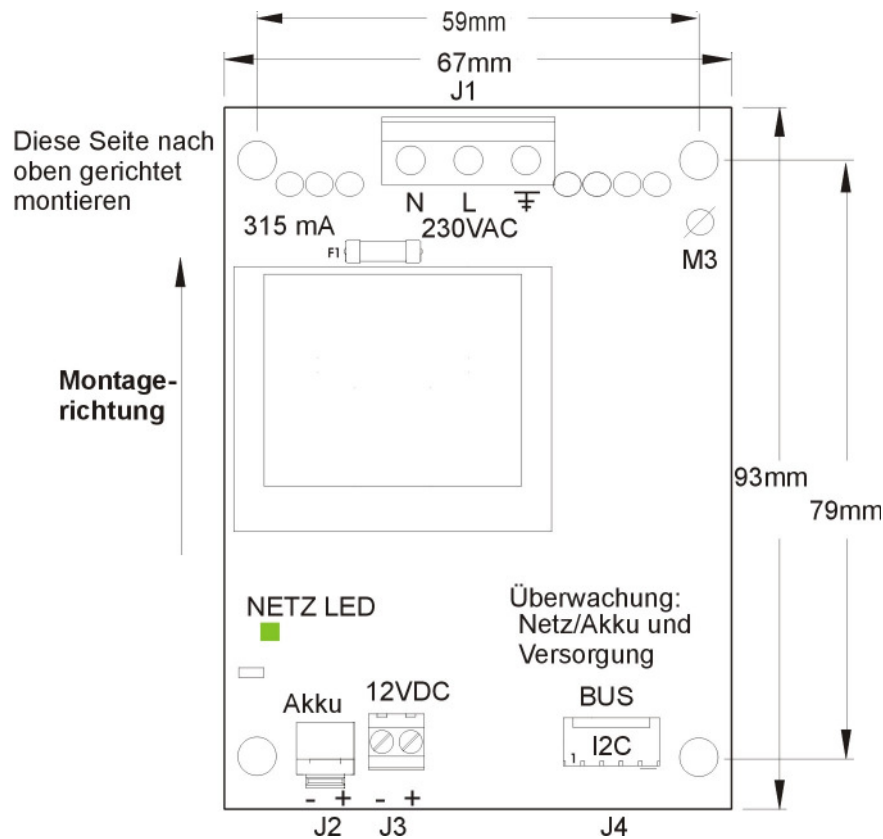 59mm
67mm
J1
Diese Seite nach
oben gerichtet
montieren
N L
315 mA 230VAC
F1
M3
Montage-
richtung
93mm
79mm
NETZ LED
Überwachung:
Netz/Akku und
Versorgung
Akku 12VDC BUS
I2C
1
- + - +
J2 J3 J4